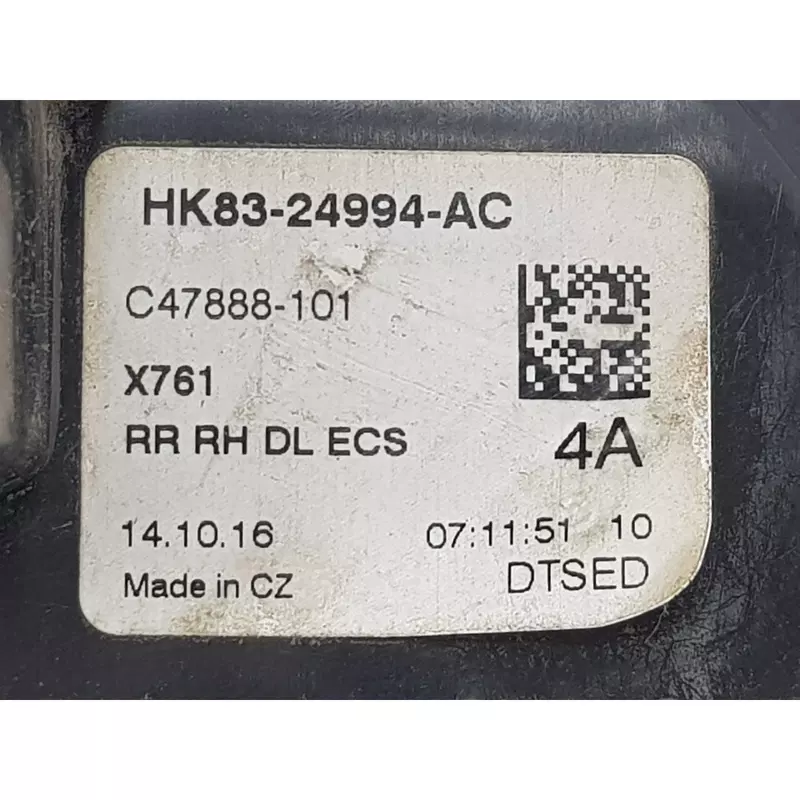 HK83-24994-AC
C47888-101
X761
RR RH DL ECS
4A
14.10.16 07:11:51 10
Made in CZ DTSED